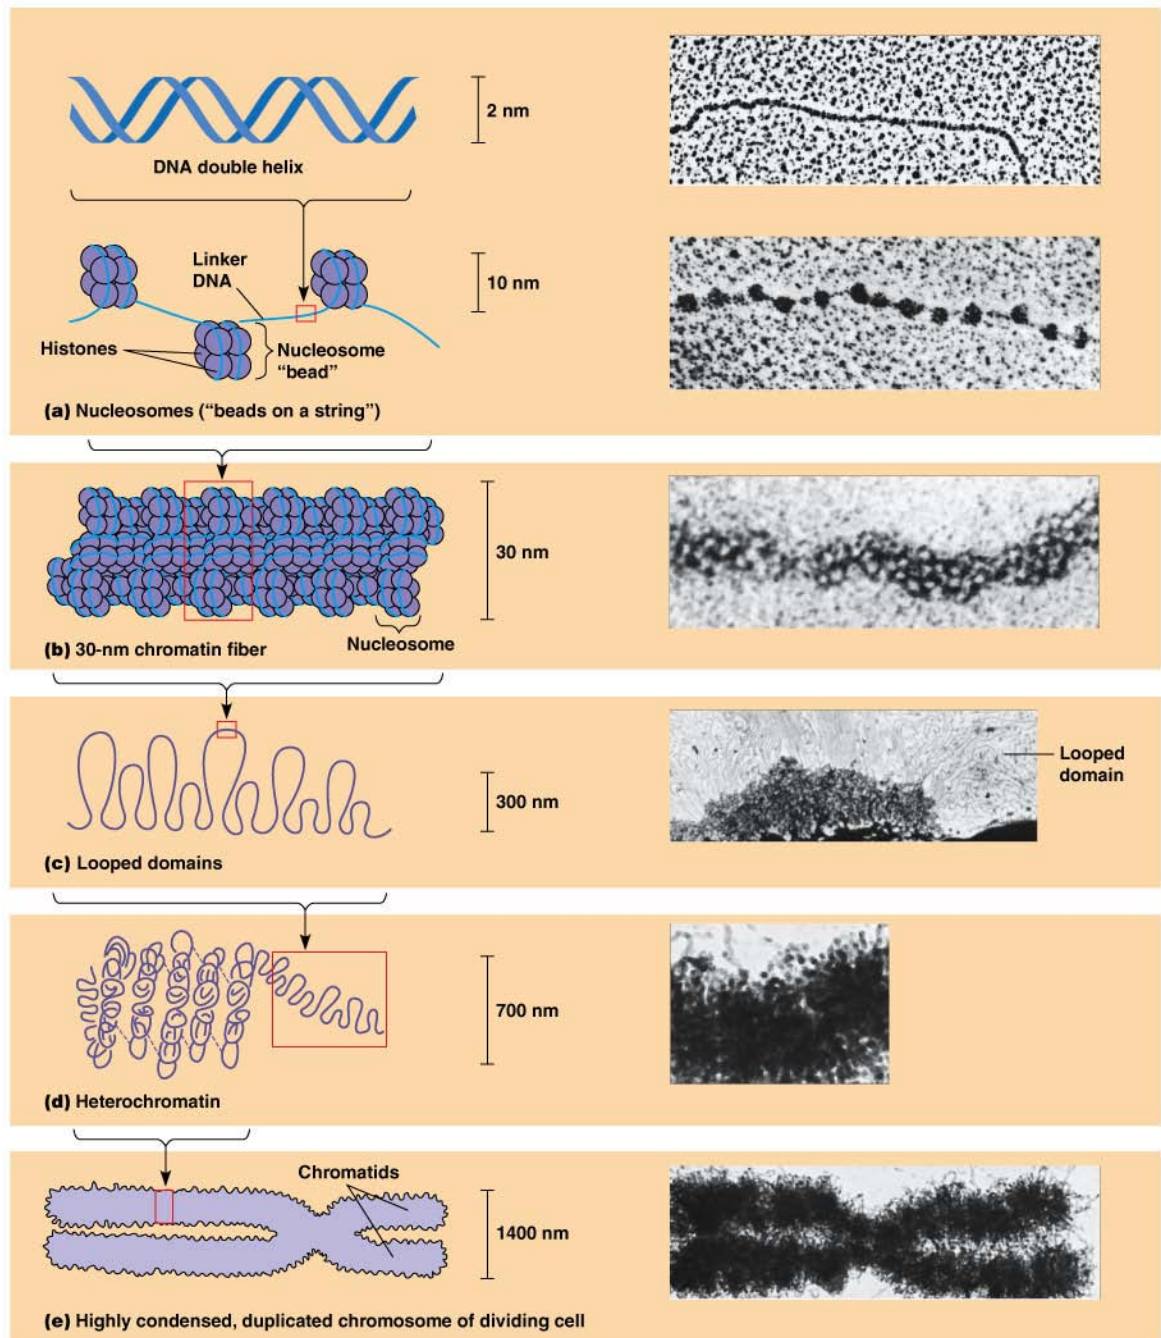 2 nm
DNA double helix
Linker
DNA
10 nm
Histones
Nucleosome
“bead”
(a) Nucleosomes (“beads on a string”)
30 nm
Nucleosome
(b) 30-nm chromatin fiber
Looped
domain
300 nm
(c) Looped domains
700 nm
(d) Heterochromatin
Chromatids
1400 nm
(e) Highly condensed, duplicated chromosome of dividing cell